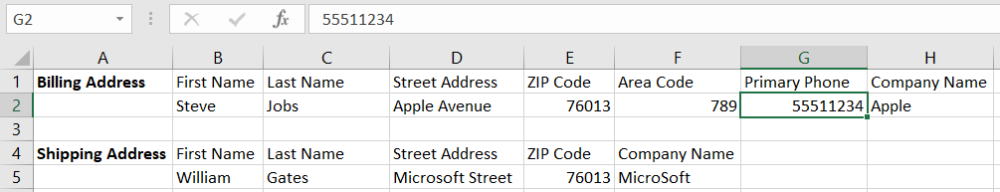 G2 fx 55511234
A B C D E F G H
1 Billing Address First Name Last Name Street Address ZIP Code Area Code Primary Phone Company Name
2 Steve Jobs Apple Avenue 76013 789 55511234 Apple
3
4 Shipping Address First Name Last Name Street Address ZIP Code Company Name
5 William Gates Microsoft Street 76013 MicroSoft